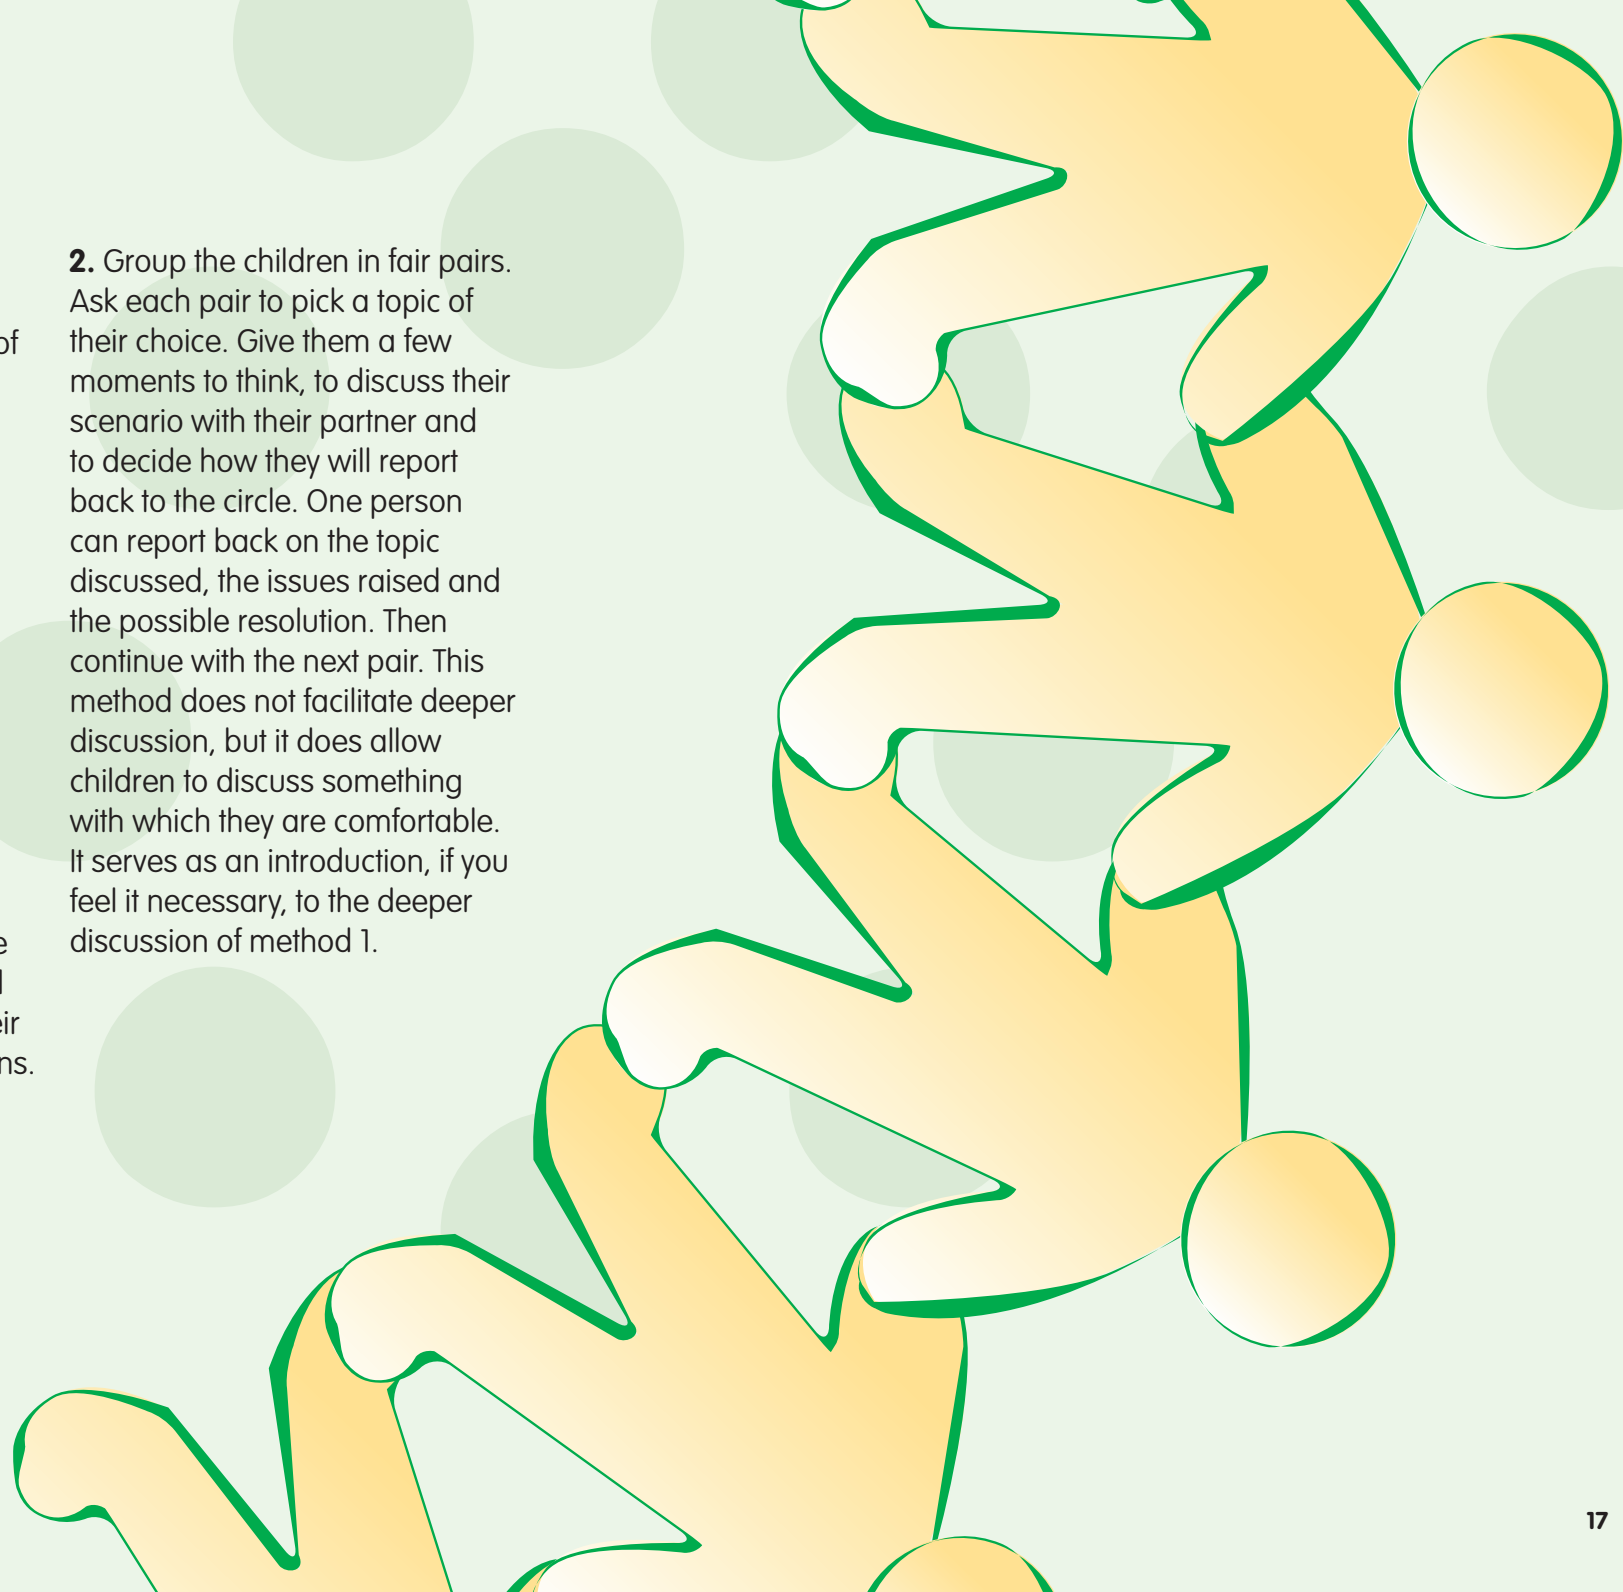 of
e
eir
ns.
2. Group the children in fair pairs.
Ask each pair to pick a topic of
their choice. Give them a few
moments to think, to discuss their
scenario with their partner and
to decide how they will report
back to the circle. One person
can report back on the topic
discussed, the issues raised and
the possible resolution. Then
continue with the next pair. This
method does not facilitate deeper
discussion, but it does allow
children to discuss something
with which they are comfortable.
It serves as an introduction, if you
feel it necessary, to the deeper
discussion of method 1.
17